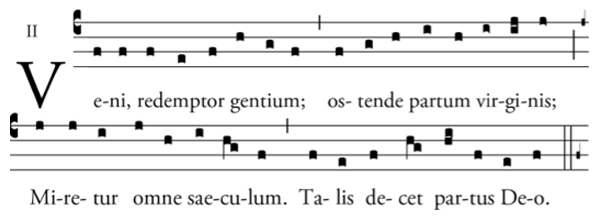 II
Ve-ni, redemptor gentium; os-tende partum vir-gi-nis;
Mi-re-tur omne sae-cu-lum. Ta-lis de-cet par-tus De-o.